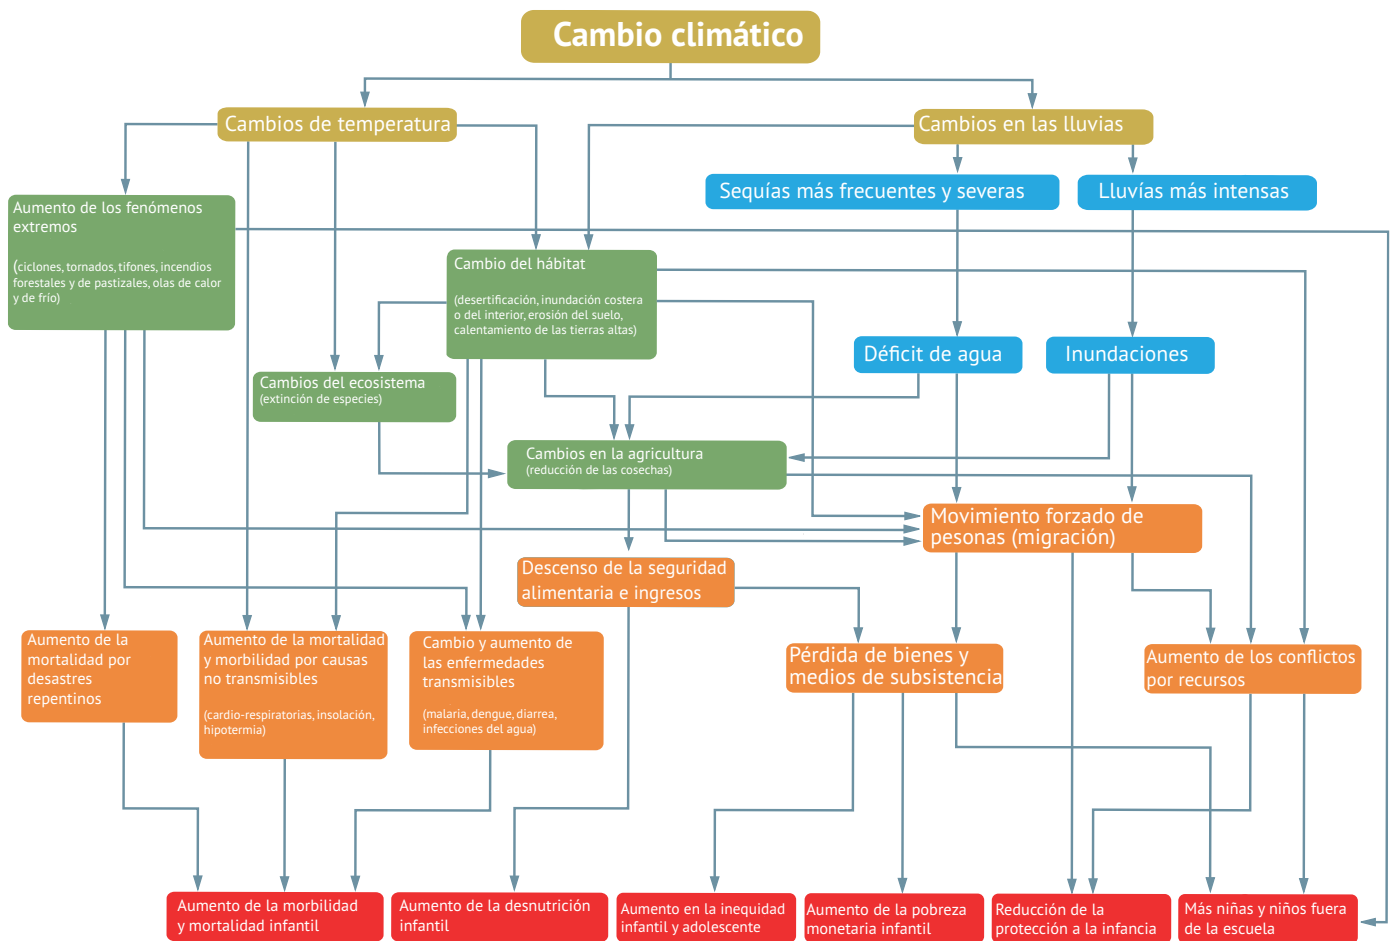 Cambio climático
Cambios de temperatura
Cambios en las lluvias
Sequías más frecuentes y severas
Lluvías más intensas
Aumento de los fenómenos
extremos
(ciclones, tornados, tifones, incendios
forestales y de pastizales, olas de calor
y de frío)
Cambio del hábitat
(desertificación, inundación costera
o del interior, erosión del suelo,
calentamiento de las tierras altas)
Déficit de agua
Inundaciones
Cambios del ecosistema
(extinción de especies)
Cambios en la agricultura
(reducción de las cosechas)
Movimiento forzado de
pesonas (migración)
Descenso de la seguridad
alimentaria e ingresos
Aumento de la
mortalidad por
desastres
repentinos
Aumento de la mortalidad
y morbilidad por causas
no transmisibles
(cardio-respiratorias, insolación,
hipotermia)
Cambio y aumento de
las enfermedades
transmisibles
(malaria, dengue, diarrea,
infecciones del agua)
Pérdida de bienes y
medios de subsistencia
Aumento de los conflictos
por recursos
Aumento de la morbilidad
y mortalidad infantil
Aumento de la desnutrición
infantil
Aumento en la inequidad
infantil y adolescente
Aumento de la pobreza
monetaria infantil
Reducción de la
protección a la infancia
Más niñas y niños fuera
de la escuela